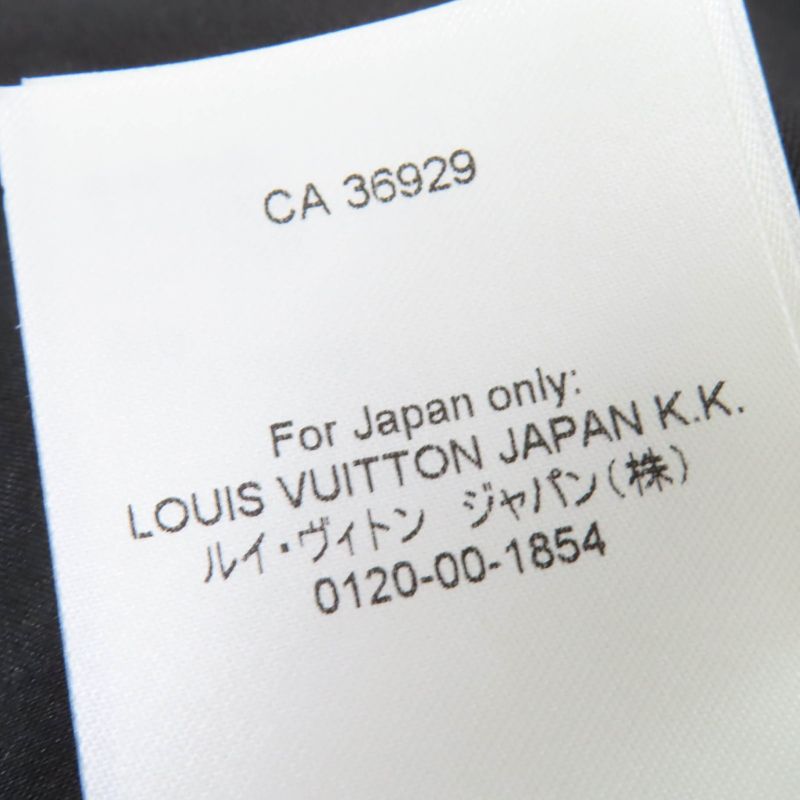 CA 36929
For Japan only:
LOUIS VUITTON JAPAN K.K.
ルイ・ヴィトン ジャパン(株)
0120-00-1854